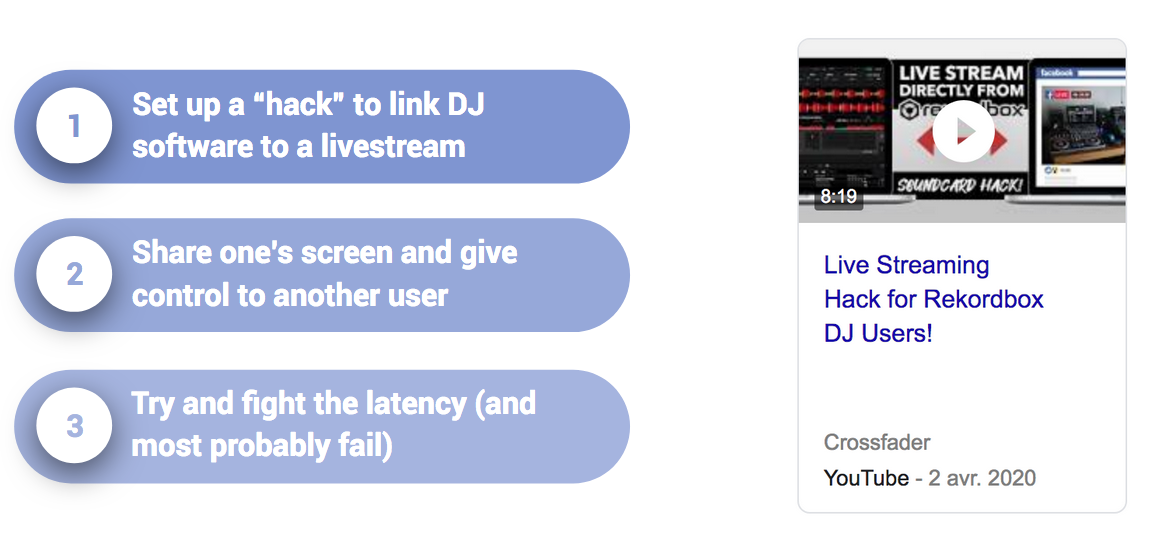 1
Set up a “hack” to link DJ
software to a livestream
2
Share one's screen and give
control to another user
3
Try and fight the latency (and
most probably fail)
LIVE STREAM
DIRECTLY FROM
facebook
SOUNDCARD HACK!
8:19
Live Streaming
Hack for Rekordbox
DJ Users!
Crossfader
YouTube - 2 avr. 2020